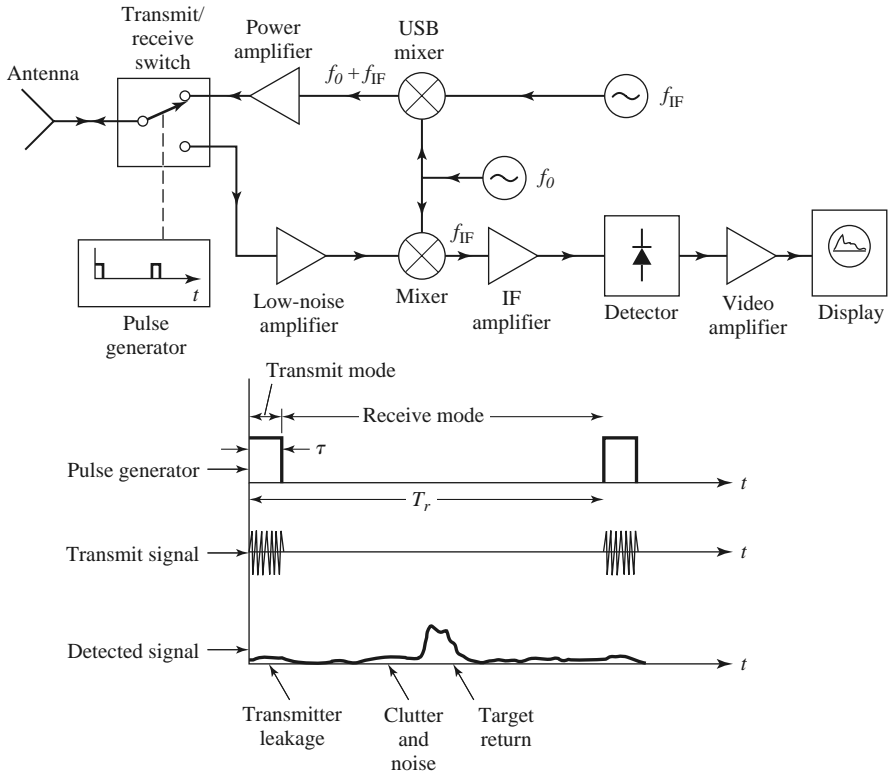 Transmit/
receive
switch
Power
amplifier
USB
mixer
Antenna
f0 + fIF
fIF
f0
fIF
t
Low-noise
amplifier
Mixer
IF
amplifier
Detector
Video
amplifier
Display
Pulse
generator
Transmit mode
Receive mode
τ
Pulse generator
t
Tr
Transmit signal
t
Detected signal
t
Transmitter
leakage
Clutter
and
noise
Target
return